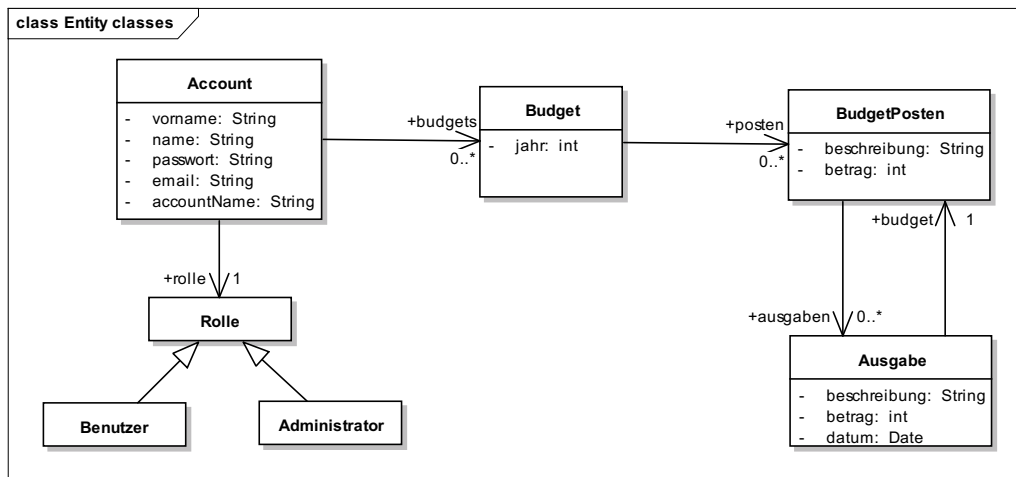 class Entity classes
Account
- vorname: String
- name: String
- passwort: String
- email: String
- accountName: String
+budgets
0..*
Budget
- jahr: int
+posten
0..*
BudgetPosten
- beschreibung: String
- betrag: int
+rolle 1
Rolle
Benutzer
Administrator
+budget 1
+ausgaben 0..*
Ausgabe
- beschreibung: String
- betrag: int
- datum: Date